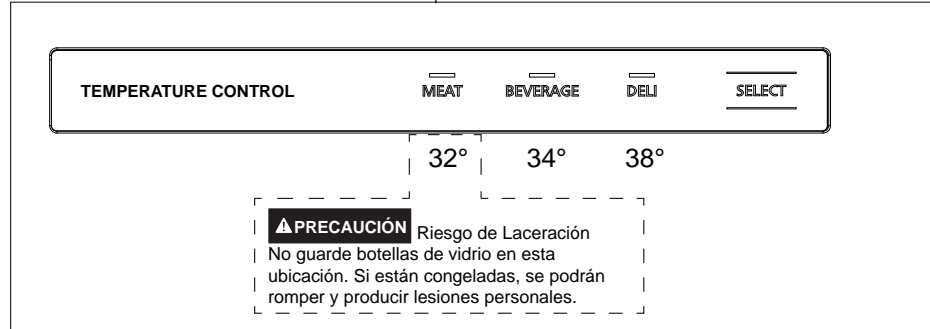 TEMPERATURE CONTROL MEAT BEVERAGE DELI SELECT
32° 34° 38°
PRECAUCIÓN Riesgo de Laceración
No guarde botellas de vidrio en esta
ubicación. Si están congeladas, se podrán
romper y producir lesiones personales.